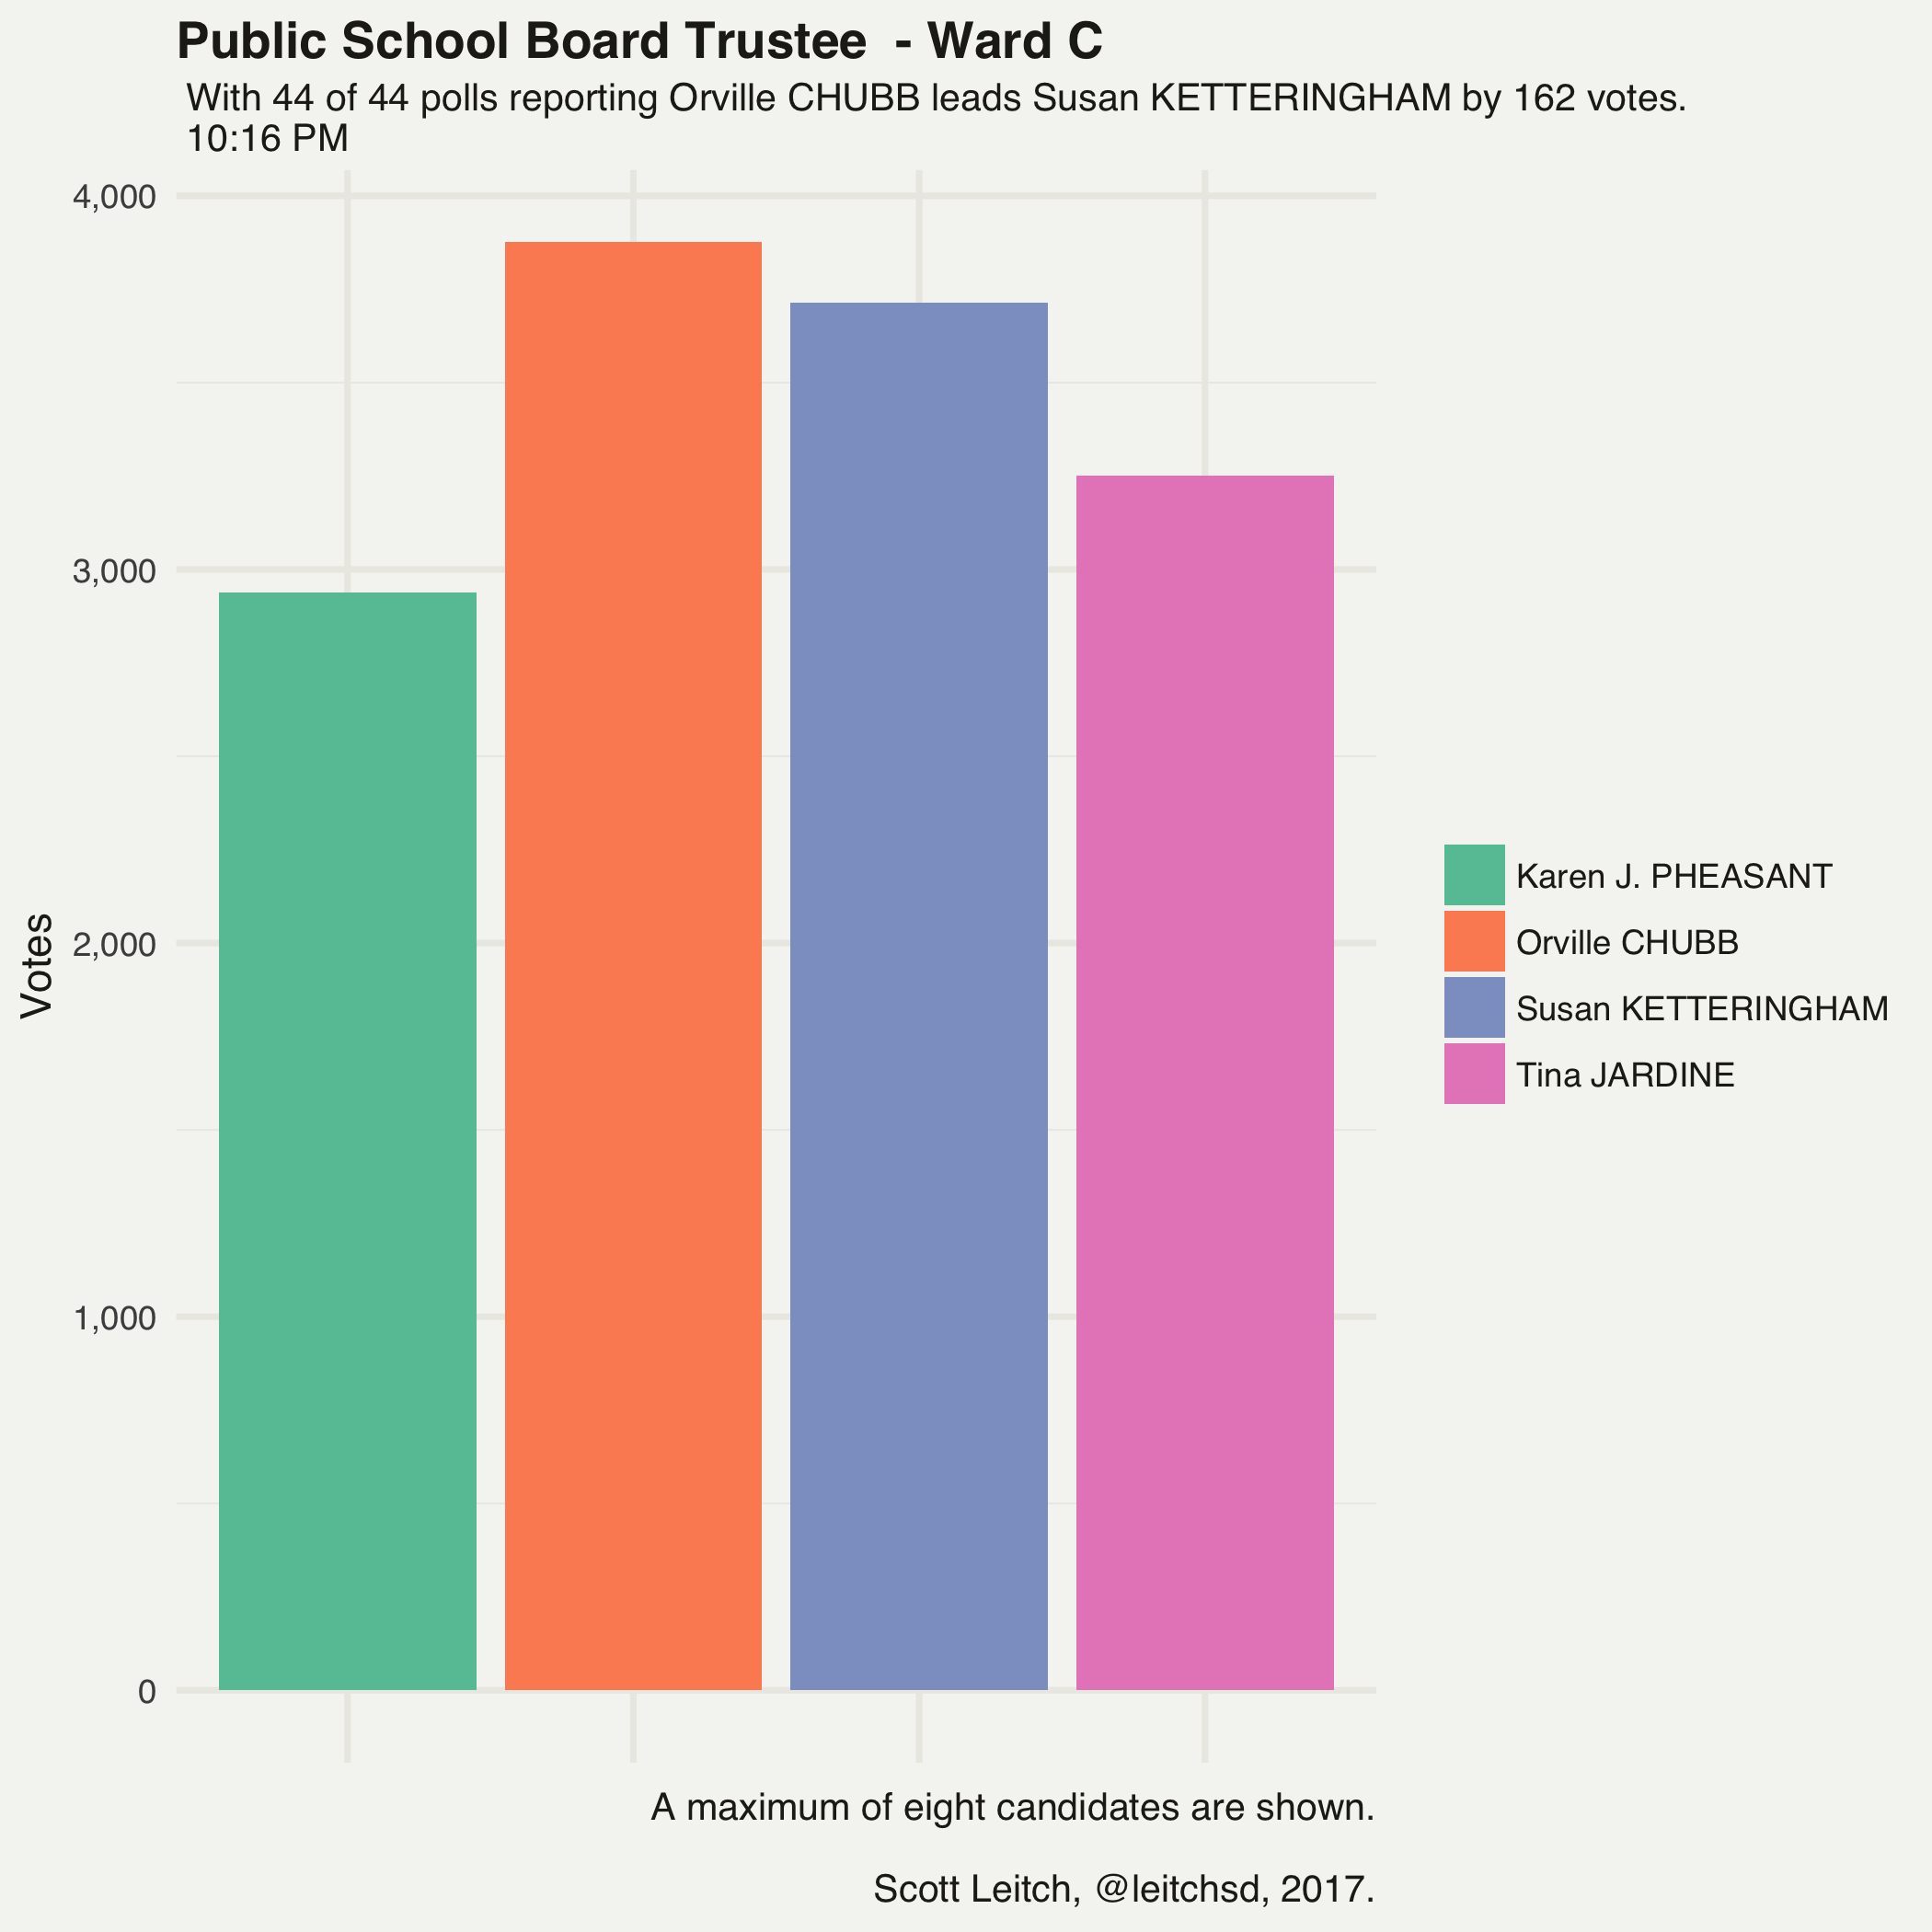 Public School Board Trustee  - Ward C
With 44 of 44 polls reporting Orville CHUBB leads Susan KETTERINGHAM by 162 votes.
10:16 PM
4,000
3,000
2,000
1,000
0
Votes
Karen J. PHEASANT
Orville CHUBB
Susan KETTERINGHAM
Tina JARDINE
A maximum of eight candidates are shown.
Scott Leitch, @leitchsd, 2017.